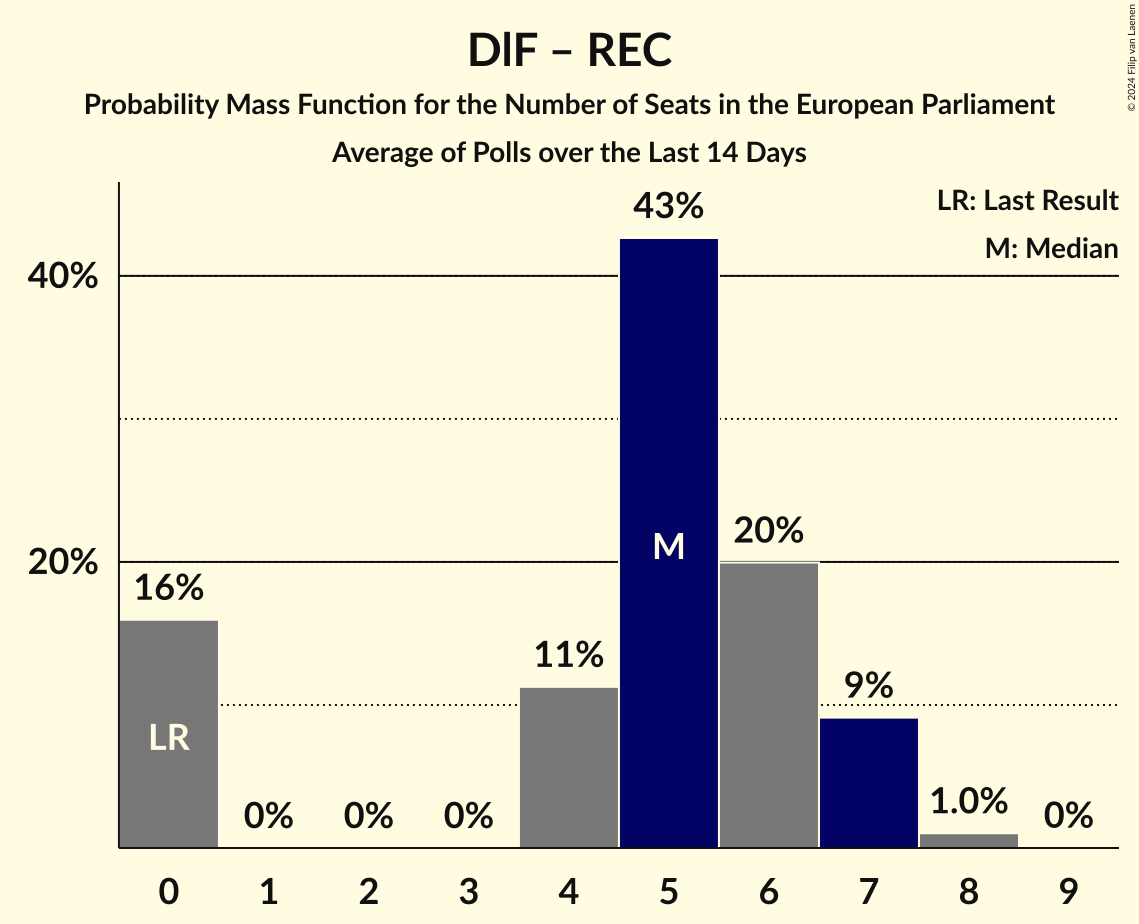 DIF – REC
Probability Mass Function for the Number of Seats in the European Parliament
Average of Polls over the Last 14 Days
© 2024 Filip van Laenen
LR: Last Result
M: Median
40%
20%
16%
0%
0%
0%
11%
43%
20%
9%
1.0%
0%
LR
M
0 1 2 3 4 5 6 7 8 9